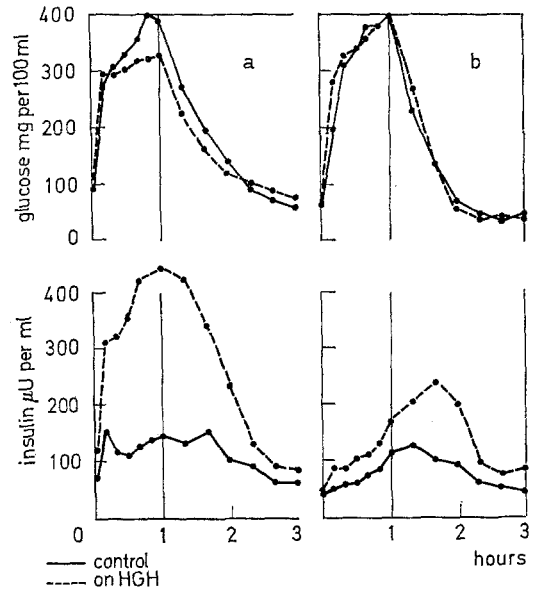 glucose mg per 100 ml
400
300
200
100
0
a
b
insulin µU per ml
400
300
200
100
0
1
2
3
1
2
3
hours
control
on HGH